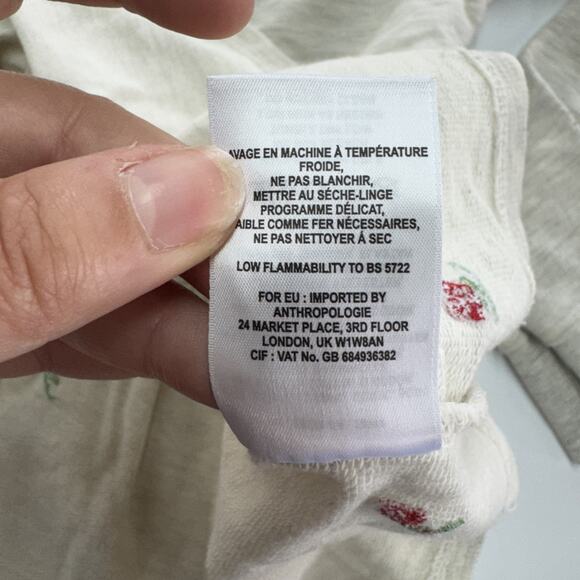 AVAGE EN MACHINE À TEMPÉRATURE
FROIDE,
NE PAS BLANCHIR,
METTRE AU SÉCHE-LINGE
PROGRAMME DÉLICAT,
AIBLE COMME FER NÉCESSAIRES,
NE PAS NETTOYER Á SEC
LOW FLAMMABILITY TO BS 5722
FOR EU : IMPORTED BY
ANTHROPOLOGIE
24 MARKET PLACE, 3RD FLOOR
LONDON, UK W1W8AN
CIF : VAT No. GB 684936382